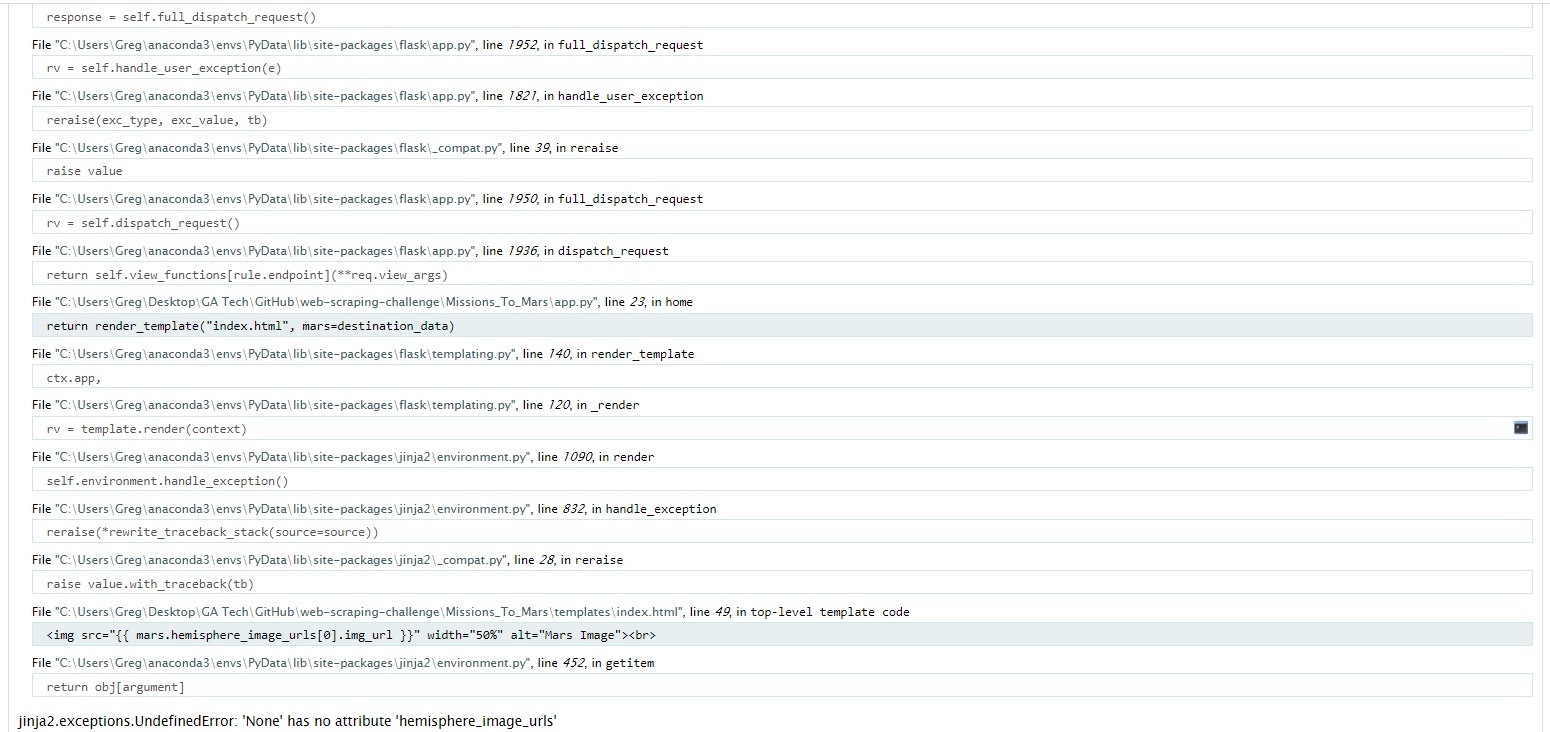 response = self.full_dispatch_request()
File "C:\Users\Greg\anaconda3\envs\PyData\lib\site-packages\flask\app.py", line 1952, in full_dispatch_request
rv = self.handle_user_exception(e)
File "C:\Users\Greg\anaconda3\envs\PyData\lib\site-packages\flask\app.py", line 1821, in handle_user_exception
reraise(exc_type, exc_value, tb)
File "C:\Users\Greg\anaconda3\envs\PyData\lib\site-packages\flask\_compat.py", line 39, in reraise
raise value
File "C:\Users\Greg\anaconda3\envs\PyData\lib\site-packages\flask\app.py", line 1950, in full_dispatch_request
rv = self.dispatch_request()
File "C:\Users\Greg\anaconda3\envs\PyData\lib\site-packages\flask\app.py", line 1936, in dispatch_request
return self.view_functions[rule.endpoint](**req.view_args)
File "C:\Users\Greg\Desktop\GA Tech\GitHub\web-scraping-challenge\Missions_To_Mars\app.py", line 23, in home
return render_template("index.html", mars=destination_data)
File "C:\Users\Greg\anaconda3\envs\PyData\lib\site-packages\flask\templating.py", line 140, in render_template
ctx.app,
File "C:\Users\Greg\anaconda3\envs\PyData\lib\site-packages\flask\templating.py", line 120, in _render
rv = template.render(context)
File "C:\Users\Greg\anaconda3\envs\PyData\lib\site-packages\jinja2\environment.py", line 1090, in render
self.environment.handle_exception()
File "C:\Users\Greg\anaconda3\envs\PyData\lib\site-packages\jinja2\environment.py", line 832, in handle_exception
reraise(*rewrite_traceback_stack(source=source))
File "C:\Users\Greg\anaconda3\envs\PyData\lib\site-packages\jinja2\_compat.py", line 28, in reraise
raise value.with_traceback(tb)
File "C:\Users\Greg\Desktop\GA Tech\GitHub\web-scraping-challenge\Missions_To_Mars\templates\index.html", line 49, in top-level template code
<img src="{{ mars.hemisphere_image_urls[0].img_url }}" width="50%" alt="Mars Image"><br>
File "C:\Users\Greg\anaconda3\envs\PyData\lib\site-packages\jinja2\environment.py", line 452, in getitem
return obj[argument]
jinja2.exceptions.UndefinedError: 'None' has no attribute 'hemisphere_image_urls'